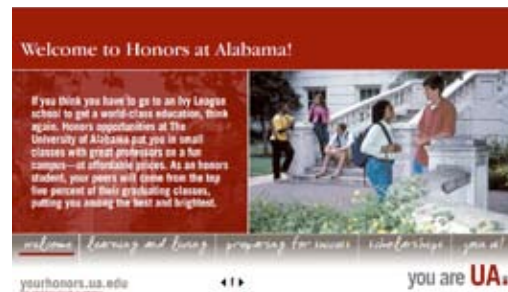 Welcome to Honors at Alabama!
If you think you have to go to an Ivy League
school to get a world-class education, think
again. Honors opportunities at The
University of Alabama put you in small
classes with great professors on a fun
campus—at affordable prices. As an honors
student, your peers will come from the top
five percent of their graduating classes,
putting you among the best and brightest.
welcome learning and living preparing for success scholarships join us!
yourhonors.ua.edu
you are UA.